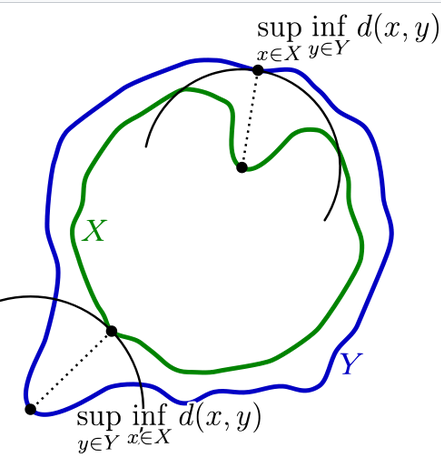 sup inf d(x, y)
x∈X y∈Y
X
Y
sup inf d(x, y)
y∈Y x∈X